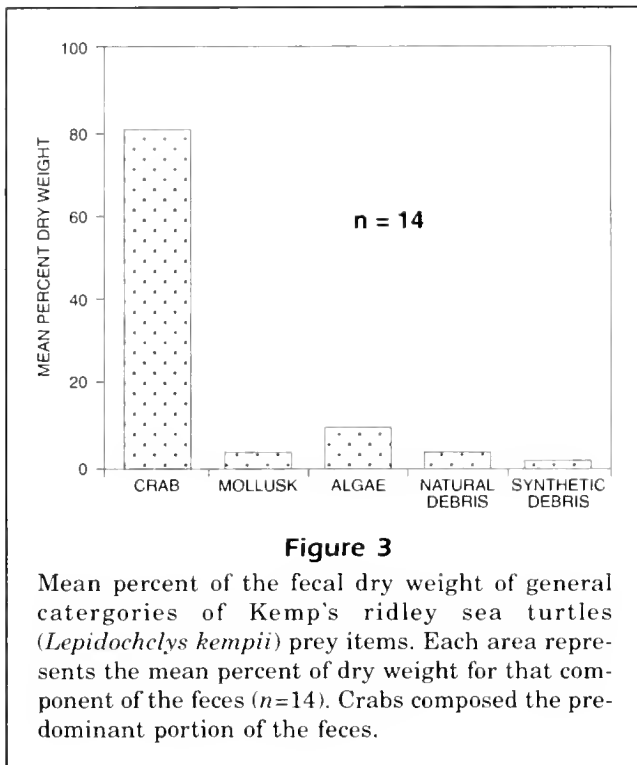 100
80
60
40
20
0
MEAN PERCENT DRY WEIGHT
n = 14
CRAB MOLLUSK ALGAE NATURAL DEBRIS SYNTHETIC DEBRIS
Figure 3
Mean percent of the fecal dry weight of general
catergories of Kemp's ridley sea turtles
(Lepidochelys kempii) prey items. Each area repre-
sents the mean percent of dry weight for that com-
ponent of the feces (n=14). Crabs composed the pre-
dominant portion of the feces.